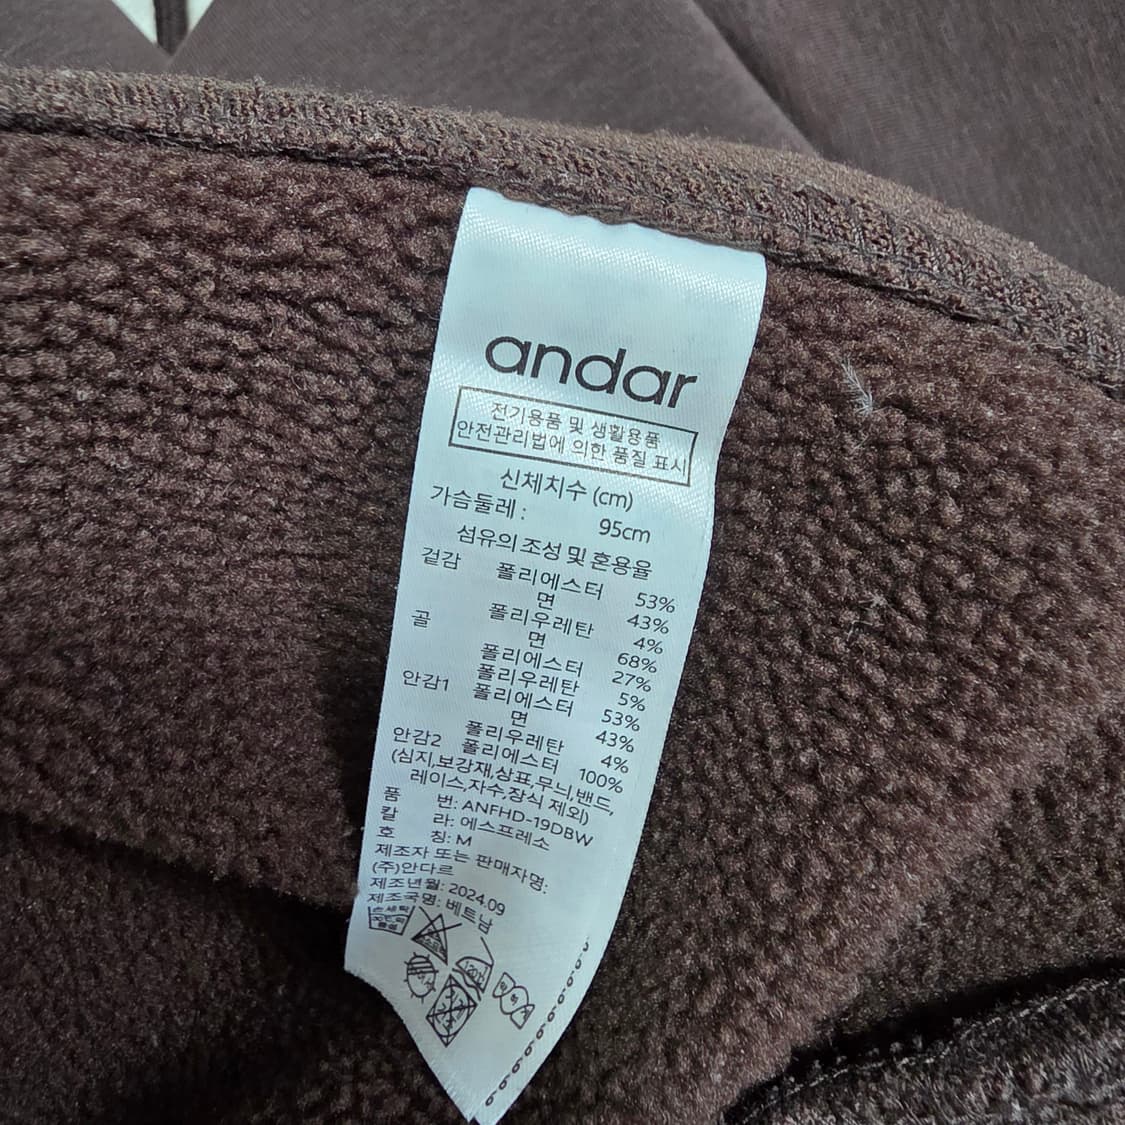 andar
전기용품 및 생활용품
안전관리법에 의한 품질 표시
신체치수 (cm)
가슴둘레 : 95cm
섬유의 조성 및 혼용율
겉감 폴리에스터 53%
면 43%
폴리우레탄 4%
골 면 68%
폴리에스터 27%
폴리우레탄 5%
안감1 폴리에스터 53%
면 43%
폴리우레탄 4%
안감2 폴리에스터 100%
(심지,보강재,상표,무늬,밴드,
레이스,자수,장식 제외)
품 번: ANFHD-19DBW
칼 라: 에스프레소
호 칭: M
제조자 또는 판매자명:
(주)안다르
제조년월: 2024.09
제조국명: 베트남
손세탁